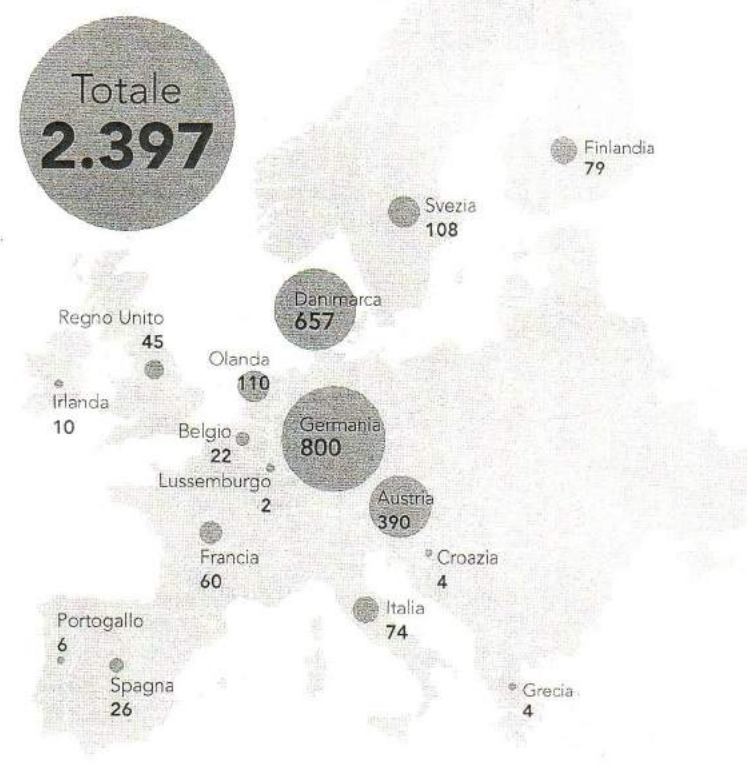 Totale
2.397
Finlandia
79
Svezia
108
Danimarca
657
Regno Unito
45
Olanda
110
Irlanda
10
Germania
800
Belgio
22
Lussemburgo
2
Austria
390
Francia
60
Croazia
4
Italia
74
Portogallo
6
Spagna
26
Grecia
4